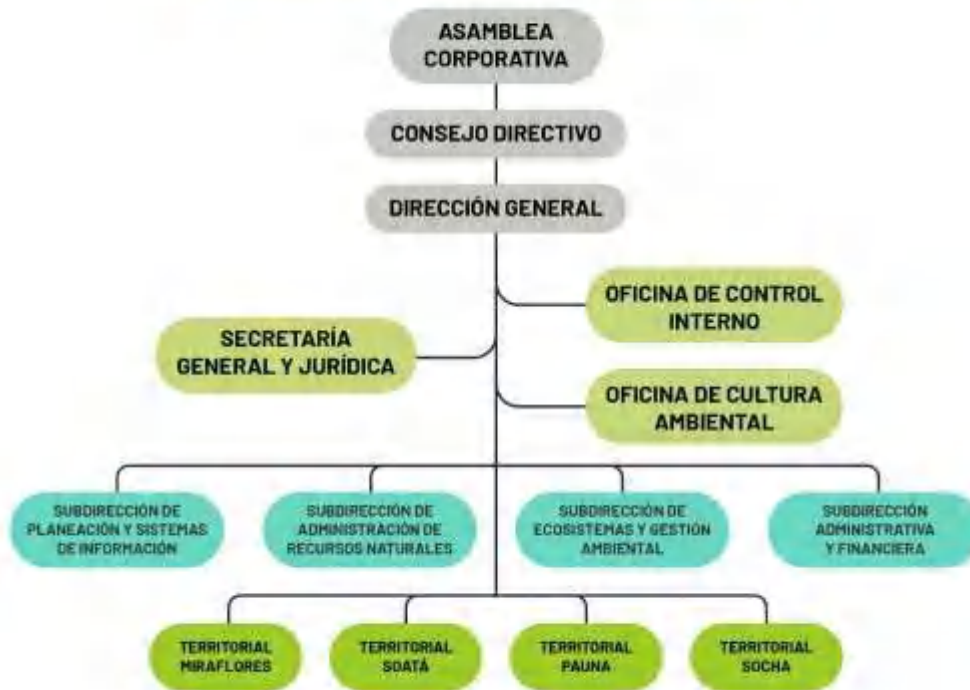 ASAMBLEA
CORPORATIVA
CONSEJO DIRECTIVO
DIRECCIÓN GENERAL
OFICINA DE CONTROL
INTERNO
SECRETARÍA
GENERAL Y JURÍDICA
OFICINA DE CULTURA
AMBIENTAL
SUBDIRECCIÓN DE
PLANEACIÓN Y SISTEMAS
DE INFORMACIÓN
SUBDIRECCIÓN DE
ADMINISTRACIÓN DE
RECURSOS NATURALES
SUBDIRECCIÓN DE
ECOSISTEMAS Y GESTIÓN
AMBIENTAL
SUBDIRECCIÓN
ADMINISTRATIVA
Y FINANCIERA
TERRITORIAL
MIRAFLORES
TERRITORIAL
SOATÁ
TERRITORIAL
PAUNA
TERRITORIAL
SOCHA